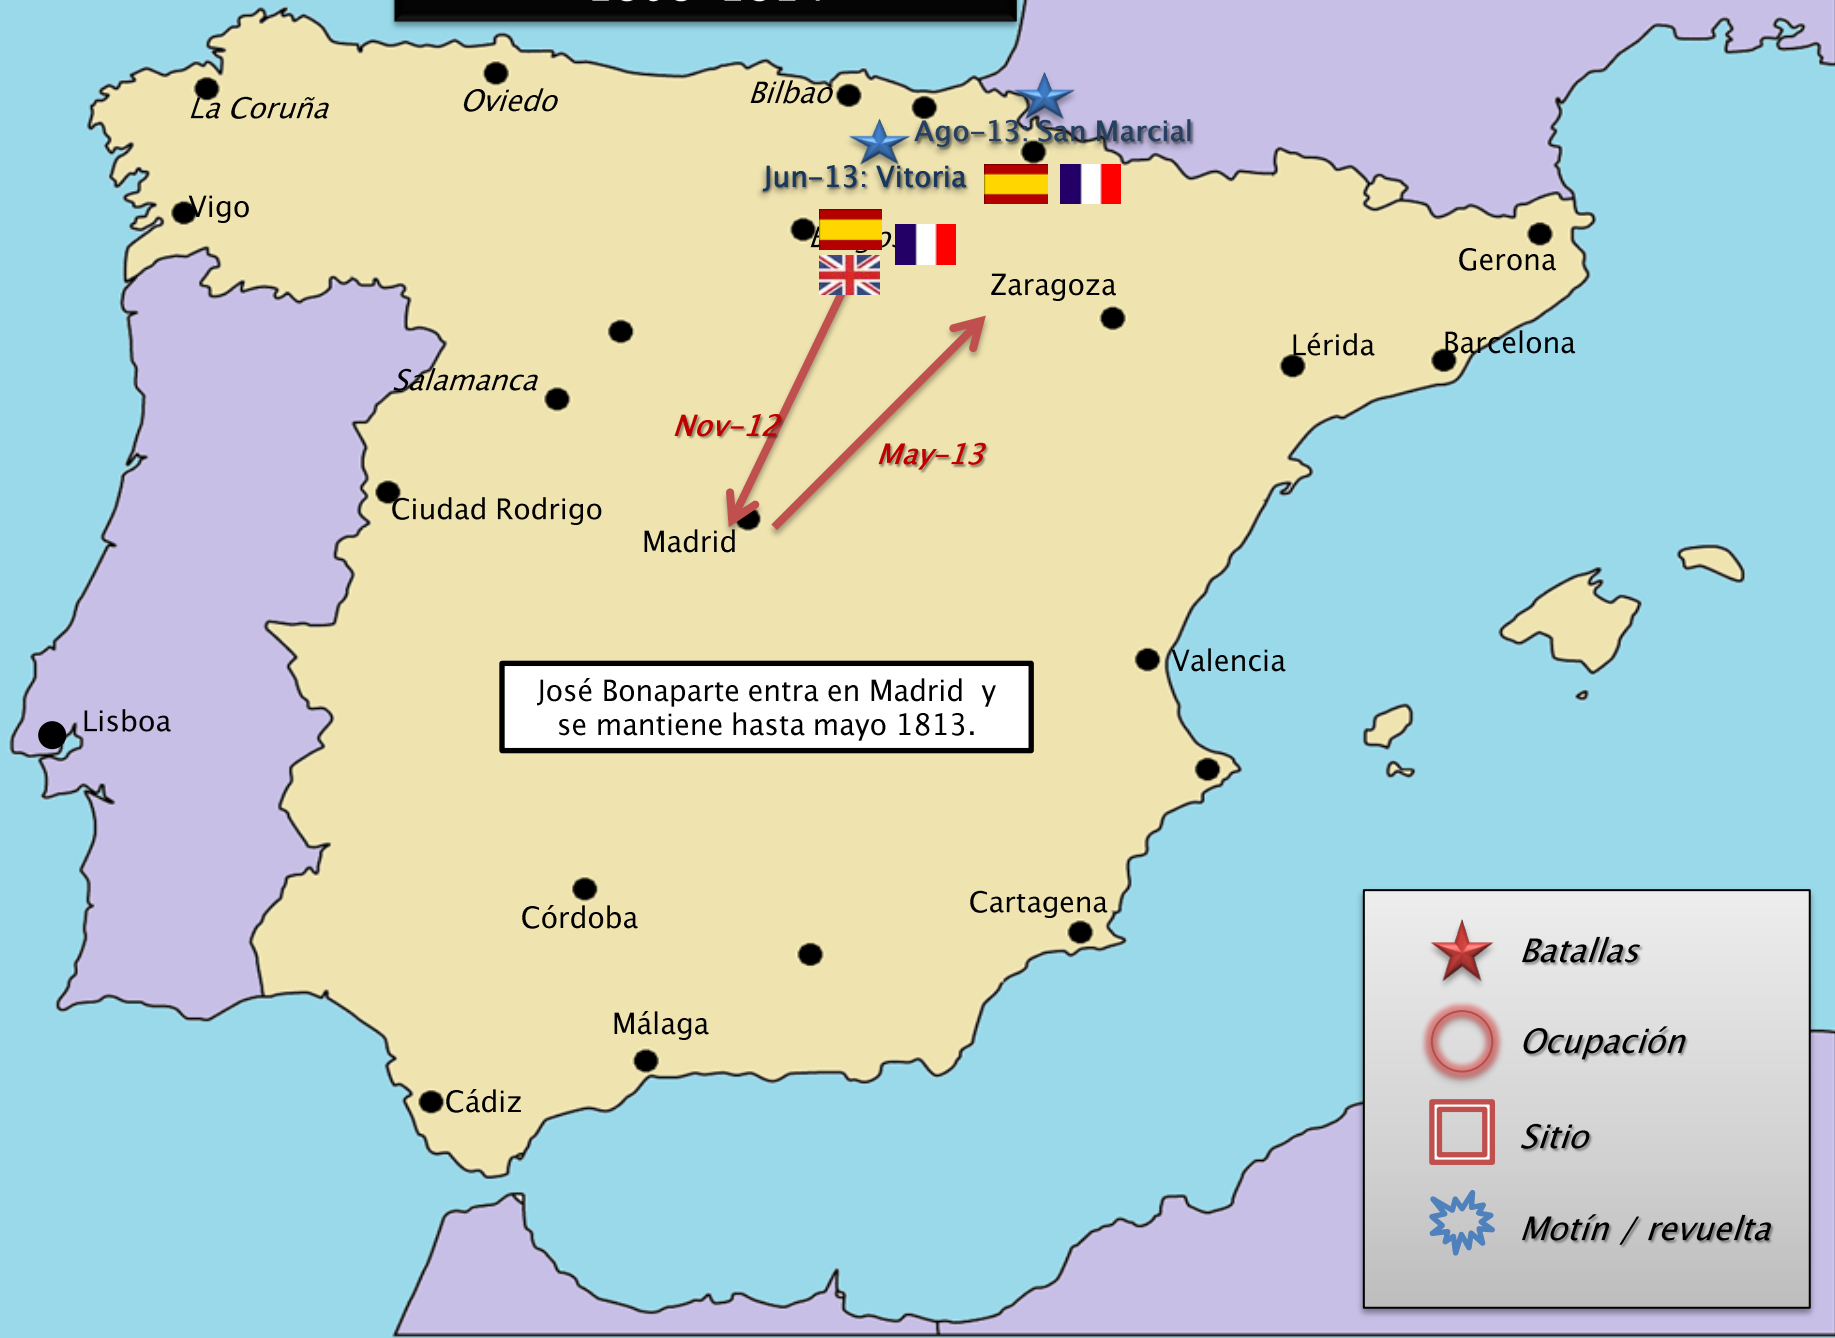 La Coruña
Oviedo
Bilbao
Ago-13: San Marcial
Jun-13: Vitoria
Vigo
Gerona
Zaragoza
Lérida
Barcelona
Salamanca
Nov-12
May-13
Ciudad Rodrigo
Madrid
Valencia
José Bonaparte entra en Madrid y
se mantiene hasta mayo 1813.
Lisboa
Córdoba
Cartagena
Málaga
Cádiz
Batallas
Ocupación
Sitio
Motín / revuelta